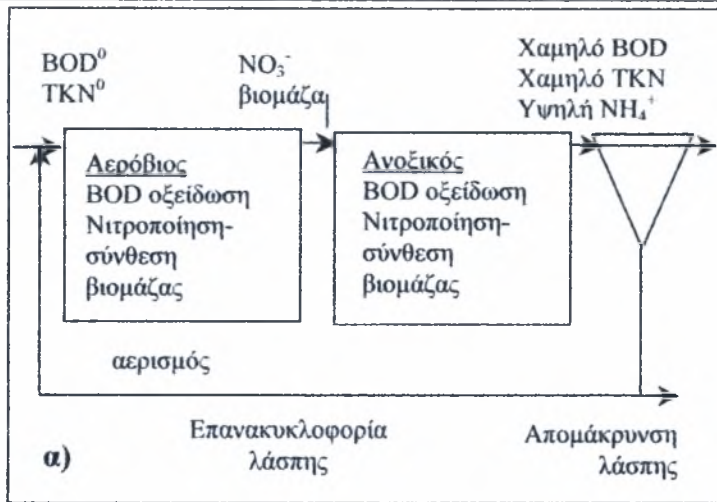 BOD⁰
TKN⁰
NO₃⁻
βιομάζα
Χαμηλό BOD
Χαμηλό TKN
Υψηλή NH₄⁺
Αερόβιος
BOD οξείδωση
Νιτροποίηση-
σύνθεση
βιομάζας
Ανοξικός
BOD οξείδωση
Νιτροποίηση-
σύνθεση
βιομάζας
αερισμός
Επανακυκλοφορία
λάσπης
Απομάκρυνση
λάσπης
α)